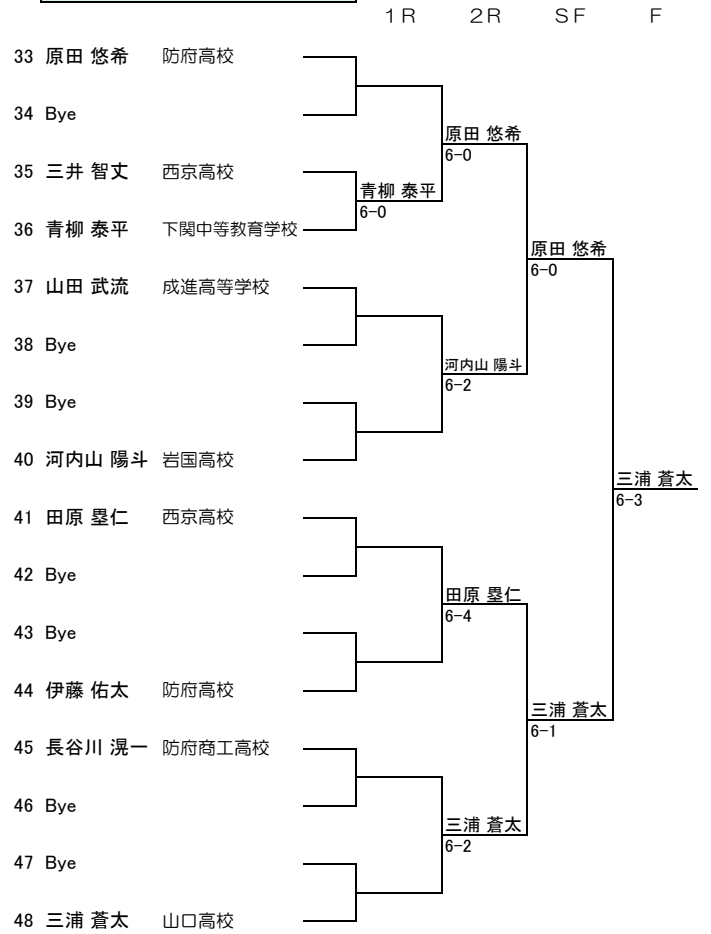 １Ｒ ２Ｒ ＳＦ Ｆ
33 原田 悠希 防府高校
34 Bye
原田 悠希
6-0
35 三井 智丈 西京高校
青柳 泰平
6-0
36 青柳 泰平 下関中等教育学校
原田 悠希
6-0
37 山田 武流 成進高等学校
38 Bye
河内山 陽斗
6-2
39 Bye
40 河内山 陽斗 岩国高校
三浦 蒼太
6-3
41 田原 塁仁 西京高校
42 Bye
田原 塁仁
6-4
43 Bye
44 伊藤 佑太 防府高校
三浦 蒼太
6-1
45 長谷川 滉一 防府商工高校
46 Bye
三浦 蒼太
6-2
47 Bye
48 三浦 蒼太 山口高校